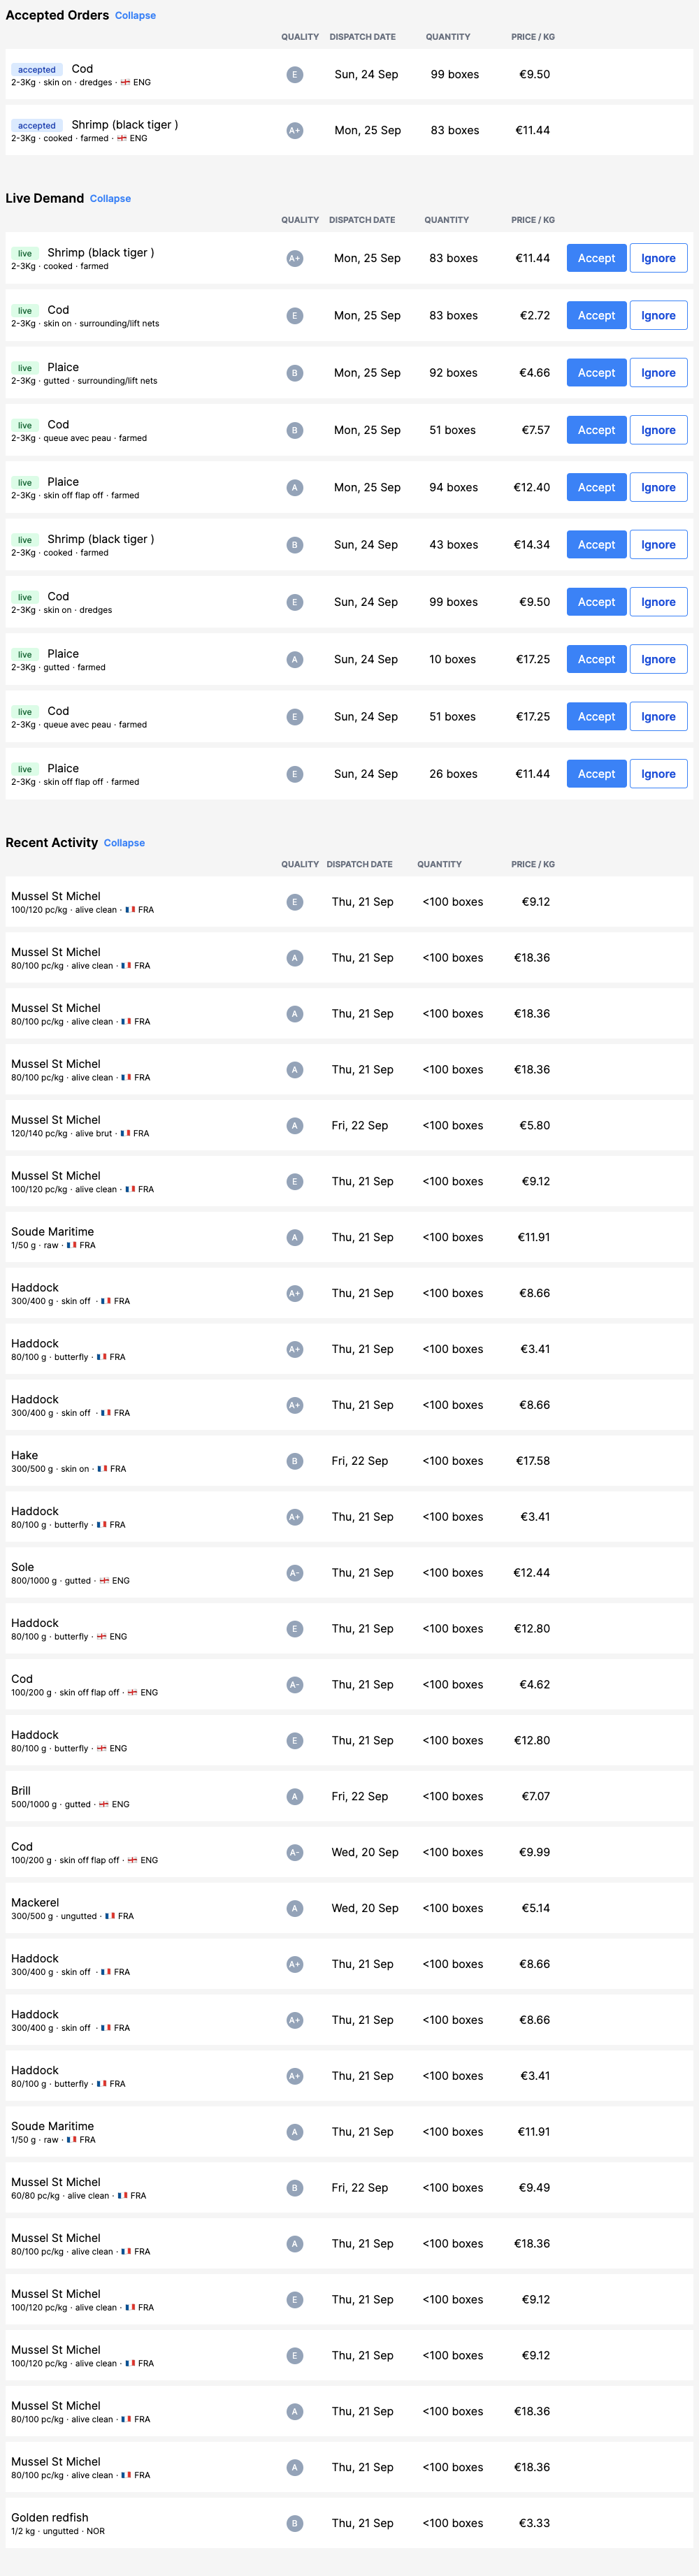 Accepted Orders Collapse
QUALITY DISPATCH DATE QUANTITY PRICE / KG
accepted Cod E Sun, 24 Sep 99 boxes €9.50
2-3Kg · skin on · dredges · ENG
accepted Shrimp (black tiger ) A+ Mon, 25 Sep 83 boxes €11.44
2-3Kg · cooked · farmed · ENG
Live Demand Collapse
QUALITY DISPATCH DATE QUANTITY PRICE / KG
live Shrimp (black tiger ) A+ Mon, 25 Sep 83 boxes €11.44 Accept Ignore
2-3Kg · cooked · farmed
live Cod E Mon, 25 Sep 83 boxes €2.72 Accept Ignore
2-3Kg · skin on · surrounding/lift nets
live Plaice B Mon, 25 Sep 92 boxes €4.66 Accept Ignore
2-3Kg · gutted · surrounding/lift nets
live Cod B Mon, 25 Sep 51 boxes €7.57 Accept Ignore
2-3Kg · queue avec peau · farmed
live Plaice A Mon, 25 Sep 94 boxes €12.40 Accept Ignore
2-3Kg · skin off flap off · farmed
live Shrimp (black tiger ) B Sun, 24 Sep 43 boxes €14.34 Accept Ignore
2-3Kg · cooked · farmed
live Cod E Sun, 24 Sep 99 boxes €9.50 Accept Ignore
2-3Kg · skin on · dredges
live Plaice A Sun, 24 Sep 10 boxes €17.25 Accept Ignore
2-3Kg · gutted · farmed
live Cod E Sun, 24 Sep 51 boxes €17.25 Accept Ignore
2-3Kg · queue avec peau · farmed
live Plaice E Sun, 24 Sep 26 boxes €11.44 Accept Ignore
2-3Kg · skin off flap off · farmed
Recent Activity Collapse
QUALITY DISPATCH DATE QUANTITY PRICE / KG
Mussel St Michel E Thu, 21 Sep <100 boxes €9.12
100/120 pc/kg · alive clean · FRA
Mussel St Michel A Thu, 21 Sep <100 boxes €18.36
80/100 pc/kg · alive clean · FRA
Mussel St Michel A Thu, 21 Sep <100 boxes €18.36
80/100 pc/kg · alive clean · FRA
Mussel St Michel A Thu, 21 Sep <100 boxes €18.36
80/100 pc/kg · alive clean · FRA
Mussel St Michel A Fri, 22 Sep <100 boxes €5.80
120/140 pc/kg · alive brut · FRA
Mussel St Michel E Thu, 21 Sep <100 boxes €9.12
100/120 pc/kg · alive clean · FRA
Soude Maritime A Thu, 21 Sep <100 boxes €11.91
1/50 g · raw · FRA
Haddock A+ Thu, 21 Sep <100 boxes €8.66
300/400 g · skin off · FRA
Haddock A+ Thu, 21 Sep <100 boxes €3.41
80/100 g · butterfly · FRA
Haddock A+ Thu, 21 Sep <100 boxes €8.66
300/400 g · skin off · FRA
Hake B Fri, 22 Sep <100 boxes €17.58
300/500 g · skin on · FRA
Haddock A+ Thu, 21 Sep <100 boxes €3.41
80/100 g · butterfly · FRA
Sole A- Thu, 21 Sep <100 boxes €12.44
800/1000 g · gutted · ENG
Haddock E Thu, 21 Sep <100 boxes €12.80
80/100 g · butterfly · ENG
Cod A- Thu, 21 Sep <100 boxes €4.62
100/200 g · skin off flap off · ENG
Haddock E Thu, 21 Sep <100 boxes €12.80
80/100 g · butterfly · ENG
Brill A Fri, 22 Sep <100 boxes €7.07
500/1000 g · gutted · ENG
Cod A- Wed, 20 Sep <100 boxes €9.99
100/200 g · skin off flap off · ENG
Mackerel A Wed, 20 Sep <100 boxes €5.14
300/500 g · ungutted · FRA
Haddock A+ Thu, 21 Sep <100 boxes €8.66
300/400 g · skin off · FRA
Haddock A+ Thu, 21 Sep <100 boxes €8.66
300/400 g · skin off · FRA
Haddock A+ Thu, 21 Sep <100 boxes €3.41
80/100 g · butterfly · FRA
Soude Maritime A Thu, 21 Sep <100 boxes €11.91
1/50 g · raw · FRA
Mussel St Michel B Fri, 22 Sep <100 boxes €9.49
60/80 pc/kg · alive clean · FRA
Mussel St Michel A Thu, 21 Sep <100 boxes €18.36
80/100 pc/kg · alive clean · FRA
Mussel St Michel E Thu, 21 Sep <100 boxes €9.12
100/120 pc/kg · alive clean · FRA
Mussel St Michel E Thu, 21 Sep <100 boxes €9.12
100/120 pc/kg · alive clean · FRA
Mussel St Michel A Thu, 21 Sep <100 boxes €18.36
80/100 pc/kg · alive clean · FRA
Mussel St Michel A Thu, 21 Sep <100 boxes €18.36
80/100 pc/kg · alive clean · FRA
Golden redfish B Thu, 21 Sep <100 boxes €3.33
1/2 kg · ungutted · NOR